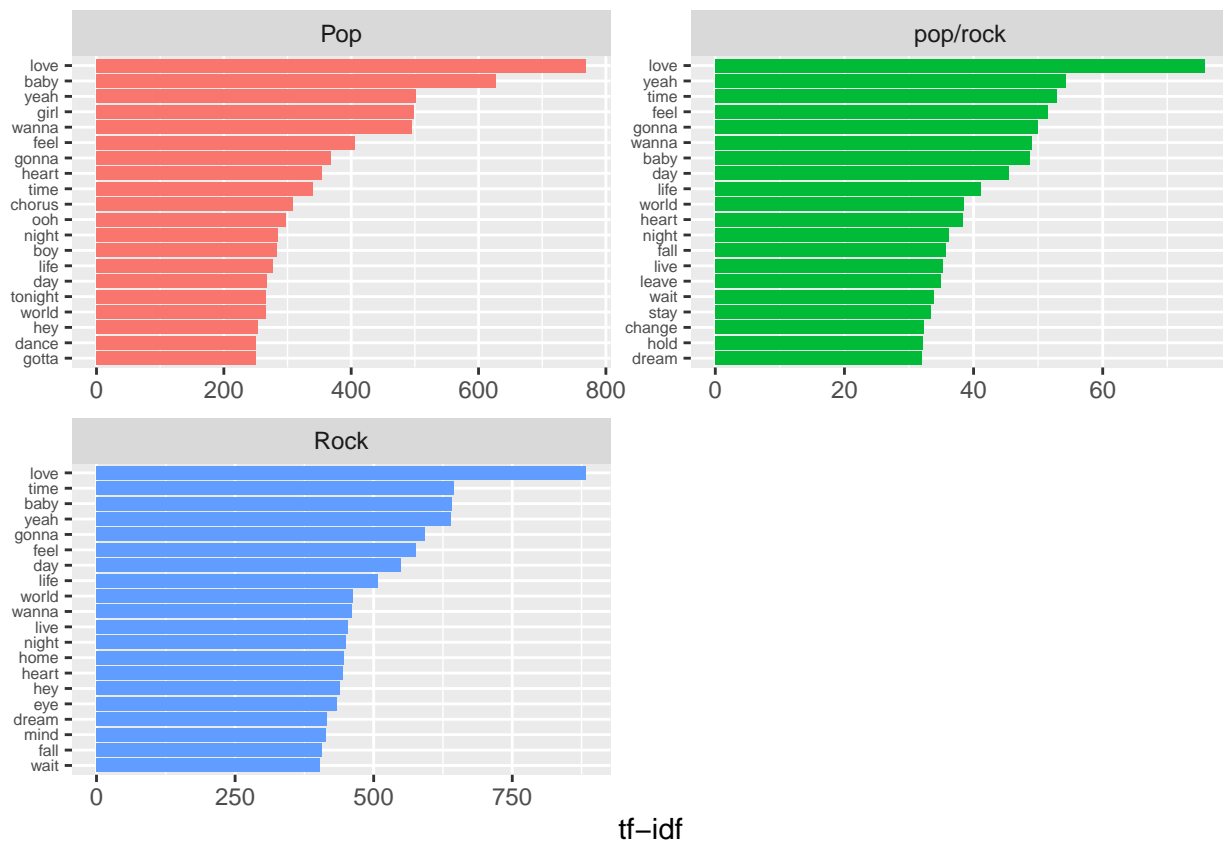 Pop
love
baby
yeah
girl
wanna
feel
gonna
heart
time
chorus
ooh
night
boy
life
day
tonight
world
hey
dance
gotta
0 200 400 600 800
pop/rock
love
yeah
time
feel
gonna
wanna
baby
day
life
world
heart
night
fall
live
leave
wait
stay
change
hold
dream
0 20 40 60
Rock
love
time
baby
yeah
gonna
feel
day
life
world
wanna
live
night
home
heart
hey
eye
dream
mind
fall
wait
0 250 500 750
tf−idf